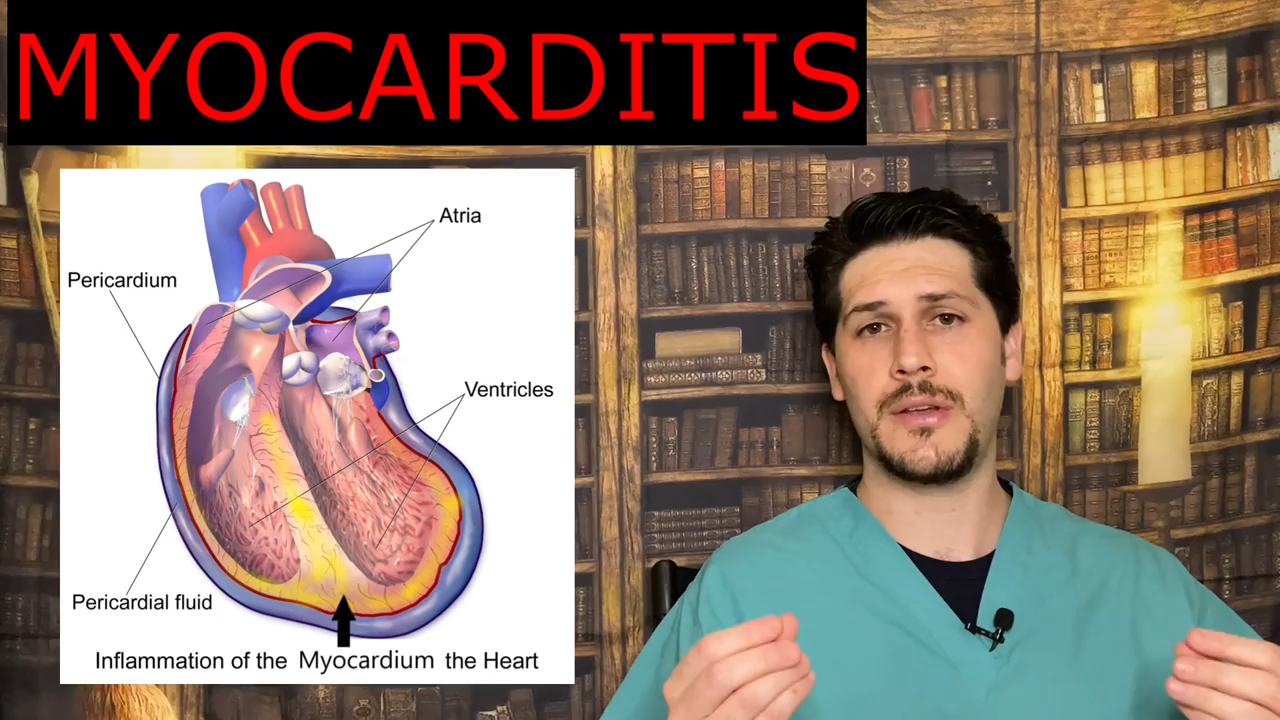 MYOCARDITIS
Atria
Pericardium
Ventricles
Pericardial fluid
Inflammation of the Myocardium the Heart